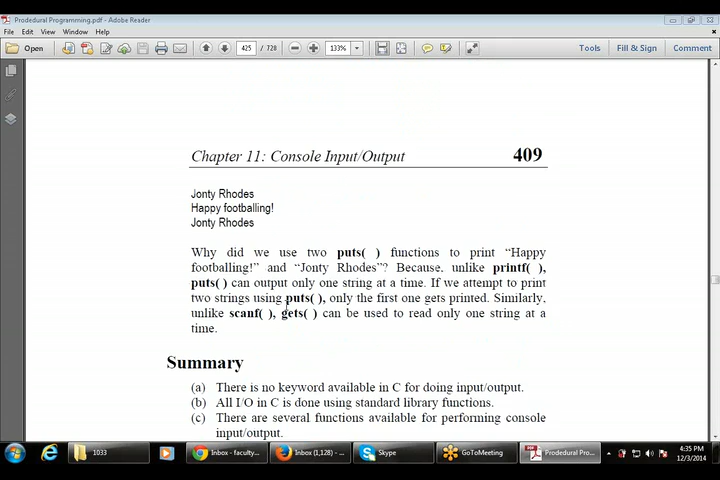 Prodedural Programming.pdf - Adobe Reader
File Edit View Window Help
Open 425 / 728 133% Tools Fill & Sign Comment
Chapter 11: Console Input/Output 409
Jonty Rhodes
Happy footballing!
Jonty Rhodes
Why did we use two puts( ) functions to print “Happy
footballing!” and “Jonty Rhodes”? Because, unlike printf( ),
puts( ) can output only one string at a time. If we attempt to print
two strings using puts( ), only the first one gets printed. Similarly,
unlike scanf( ), gets( ) can be used to read only one string at a
time.
Summary
(a) There is no keyword available in C for doing input/output.
(b) All I/O in C is done using standard library functions.
(c) There are several functions available for performing console
input/output.
4:35 PM
1033 Inbox - faculty... Inbox (1,128) - ... Skype GoToMeeting Prodedural Pro...
12/3/2014